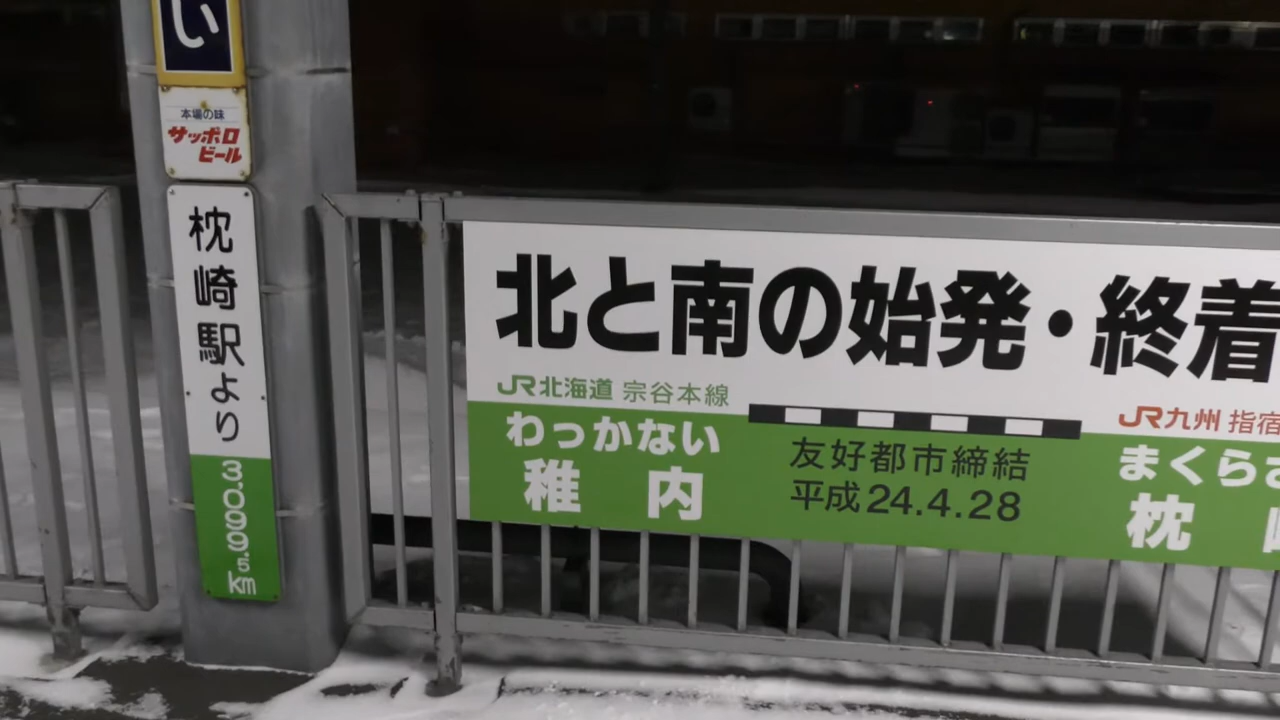 い
本場の味
サッポロ
ビール
枕崎駅より
3.099.5
km
北と南の始発・終着
JR北海道 宗谷本線
わっかない
稚内
友好都市締結
平成24.4.28
JR九州 指宿
まくらさ
枕